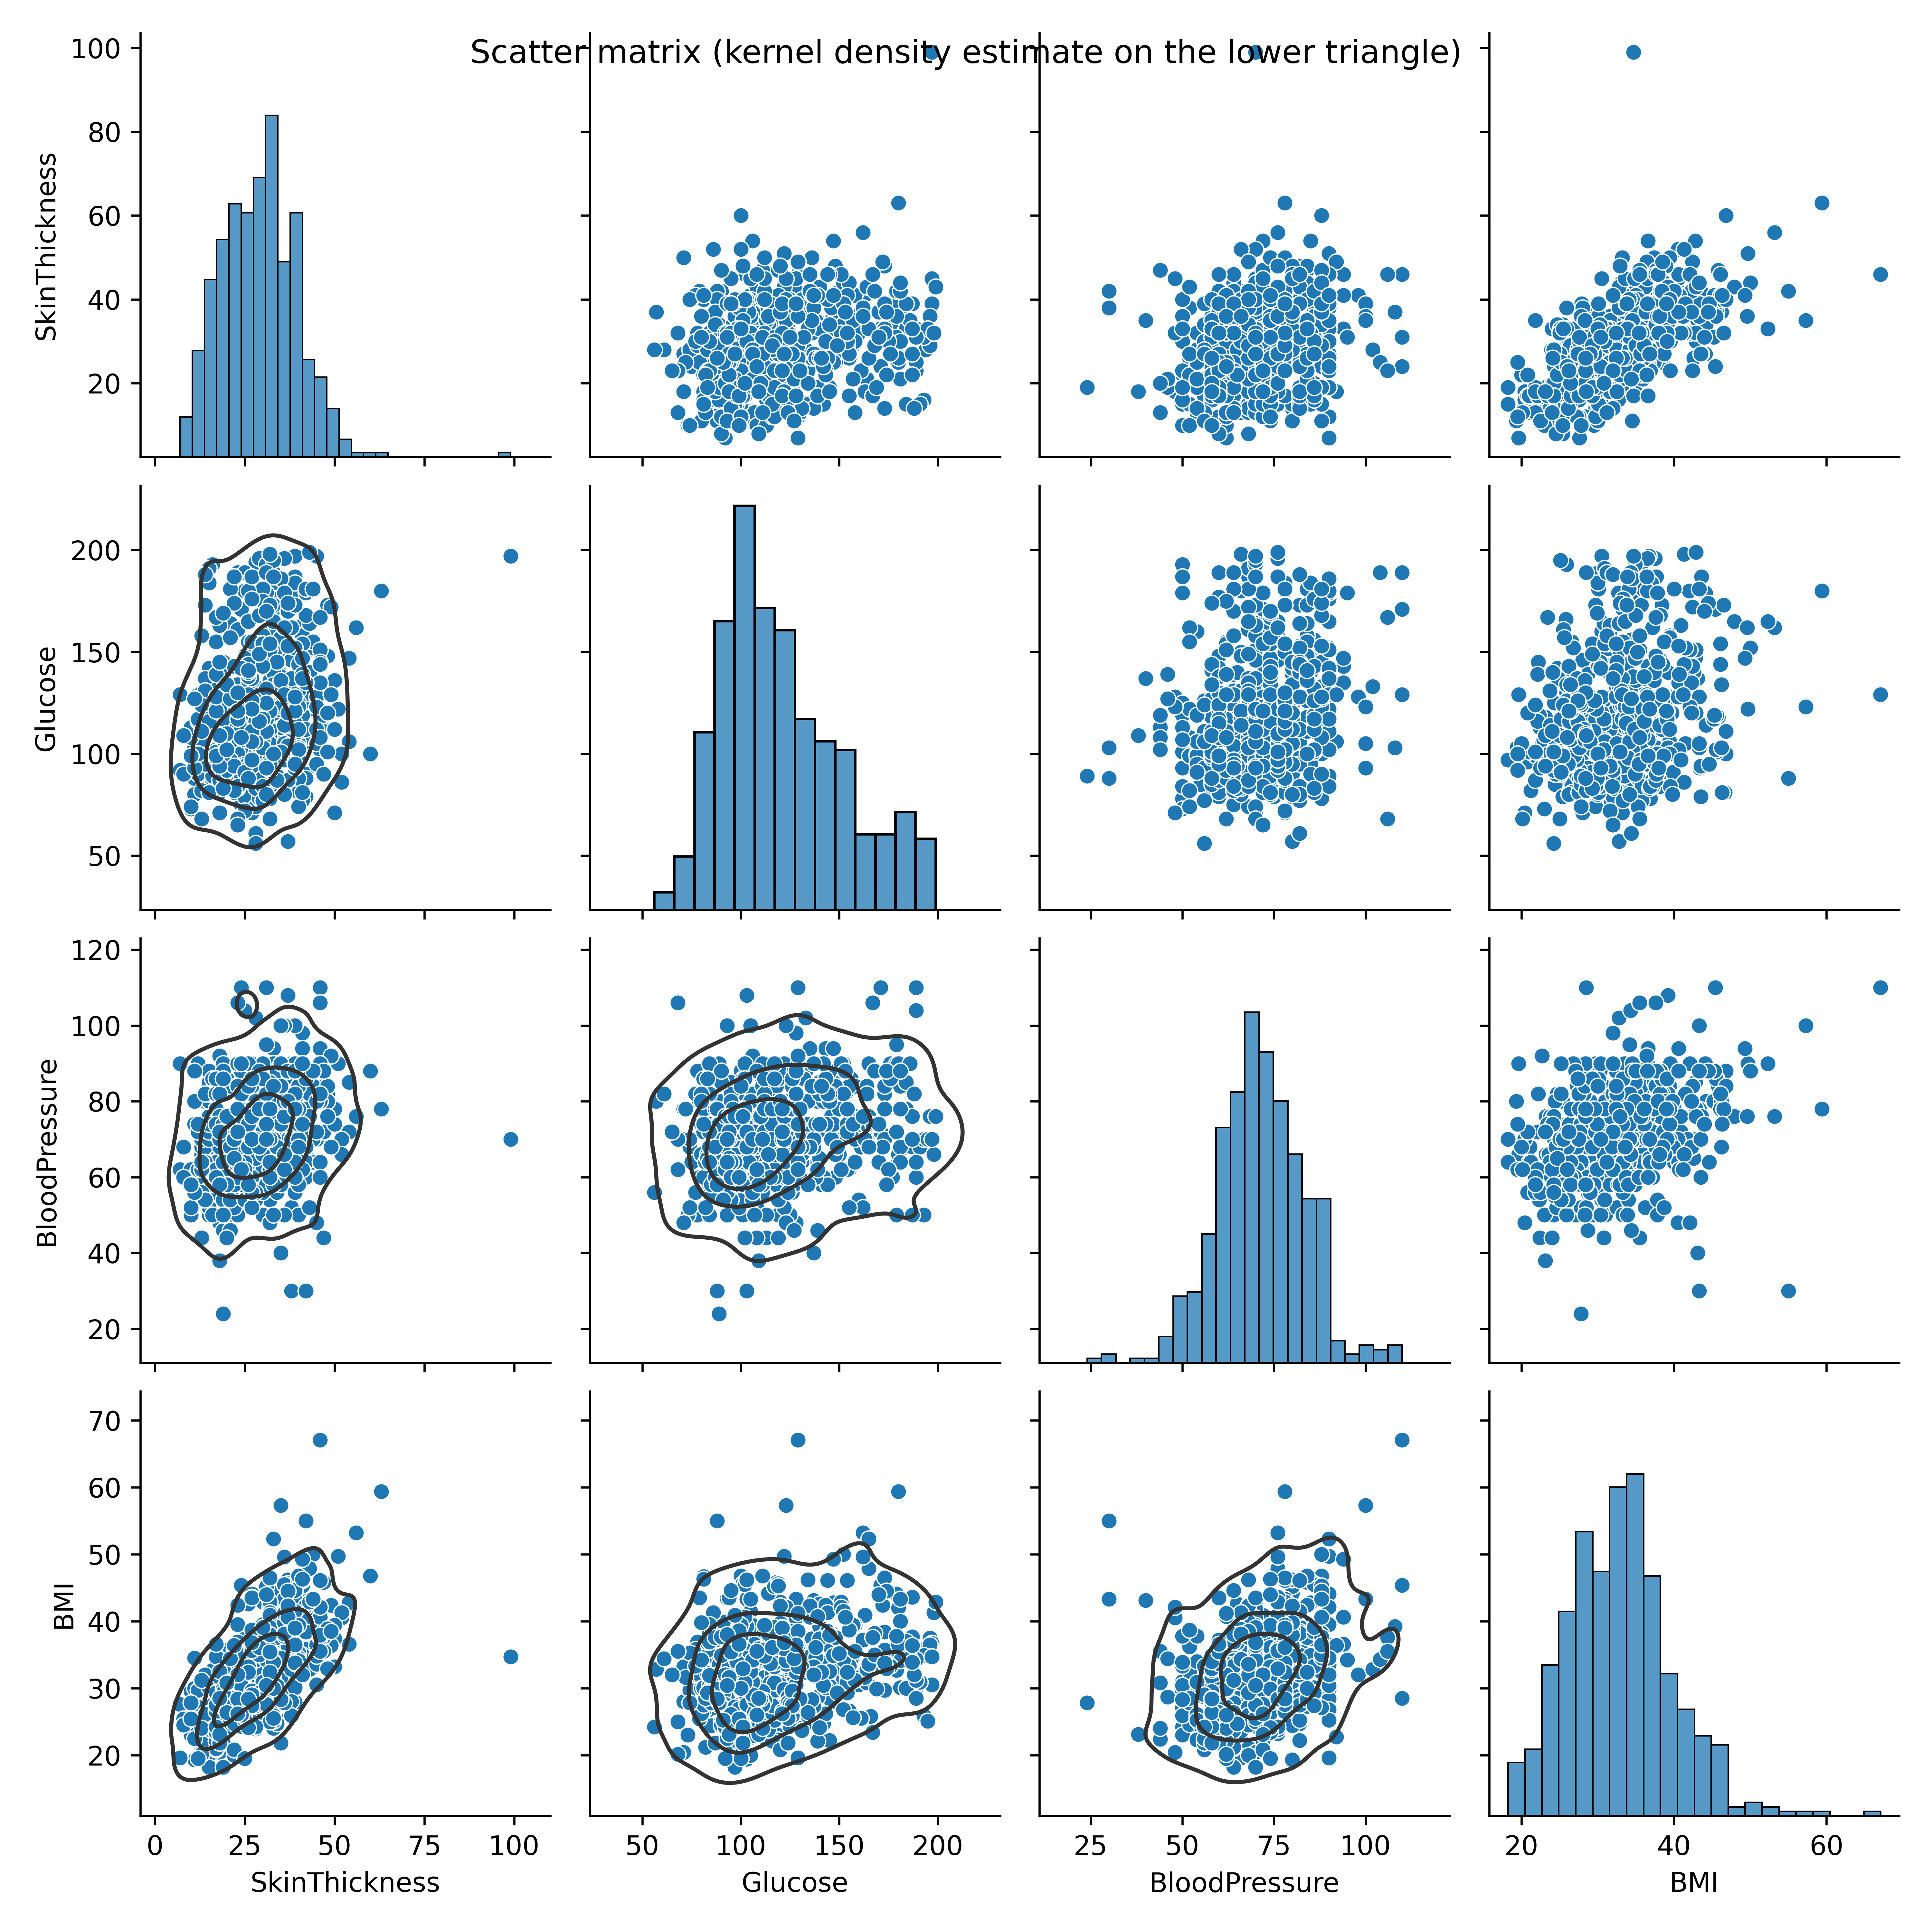 Scatter matrix (kernel density estimate on the lower triangle)
100
80
60
40
20
SkinThickness
200
150
100
50
Glucose
120
100
80
60
40
20
BloodPressure
70
60
50
40
30
20
BMI
0 25 50 75 100
50 100 150 200
25 50 75 100
20 40 60
SkinThickness
Glucose
BloodPressure
BMI